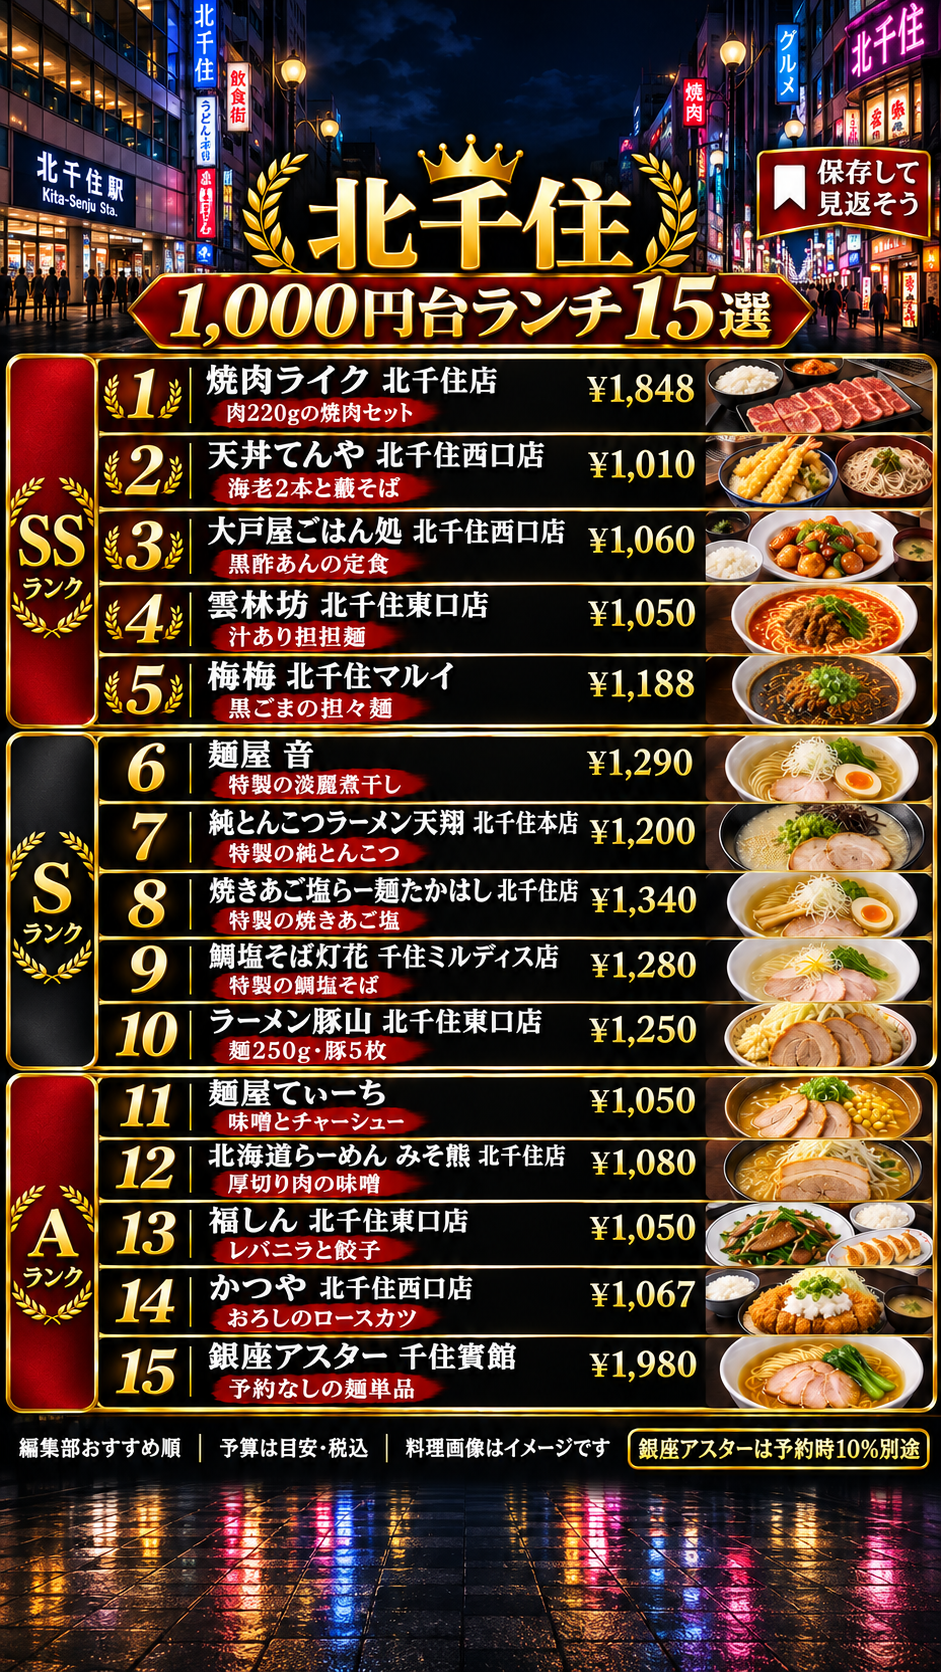 北千住
飲食街
うどん・そば
北千住駅
Kita-Senju Sta.
焼肉
グルメ
北千住
保存して
見返そう
北千住
1,000円台ランチ15選
SS
ランク
1
焼肉ライク 北千住店
¥1,848
肉220gの焼肉セット
2
天丼てんや 北千住西口店
¥1,010
海老2本と蘵そば
3
大戸屋ごはん処 北千住西口店
¥1,060
黒酢あんの定食
4
雲林坊 北千住東口店
¥1,050
汁あり担担麺
5
梅梅 北千住マルイ
¥1,188
黒ごまの担々麺
S
ランク
6
麺屋 音
¥1,290
特製の淡麗煮干し
7
純とんこつラーメン天翔 北千住本店
¥1,200
特製の純とんこつ
8
焼きあご塩らー麺たかはし 北千住店
¥1,340
特製の焼きあご塩
9
鯛塩そば灯花 千住ミルディス店
¥1,280
特製の鯛塩そば
10
ラーメン豚山 北千住東口店
¥1,250
麺250g・豚5枚
A
ランク
11
麺屋てぃーち
¥1,050
味噌とチャーシュー
12
北海道らーめん みそ熊 北千住店
¥1,080
厚切り肉の味噌
13
福しん 北千住東口店
¥1,050
レバニラと餃子
14
かつや 北千住西口店
¥1,067
おろしのロースカツ
15
銀座アスター 千住賓館
¥1,980
予約なしの麺単品
編集部おすすめ順
予算は目安・税込
料理画像はイメージです
銀座アスターは予約時10%別途